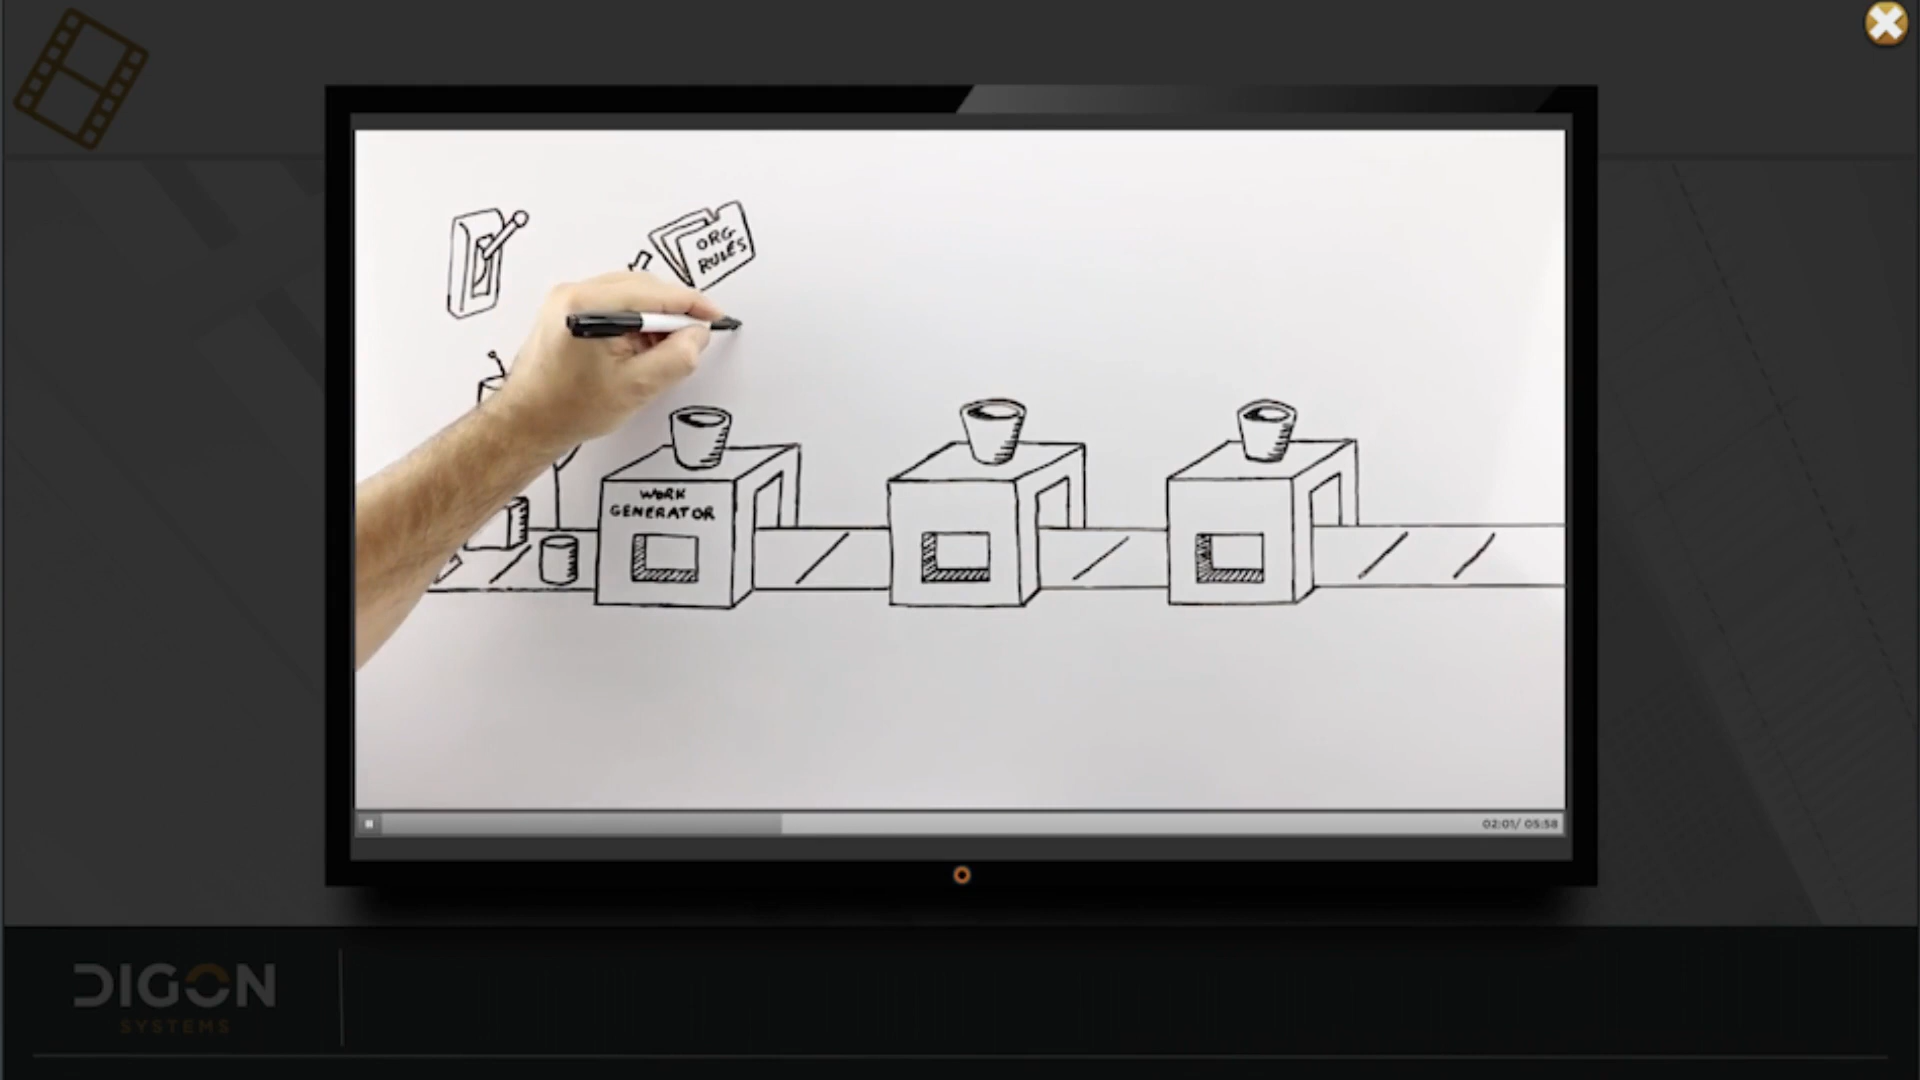 ORG
RULES
WORK
GENERATOR
02:01/ 05:58
DIGON
SYSTEMS